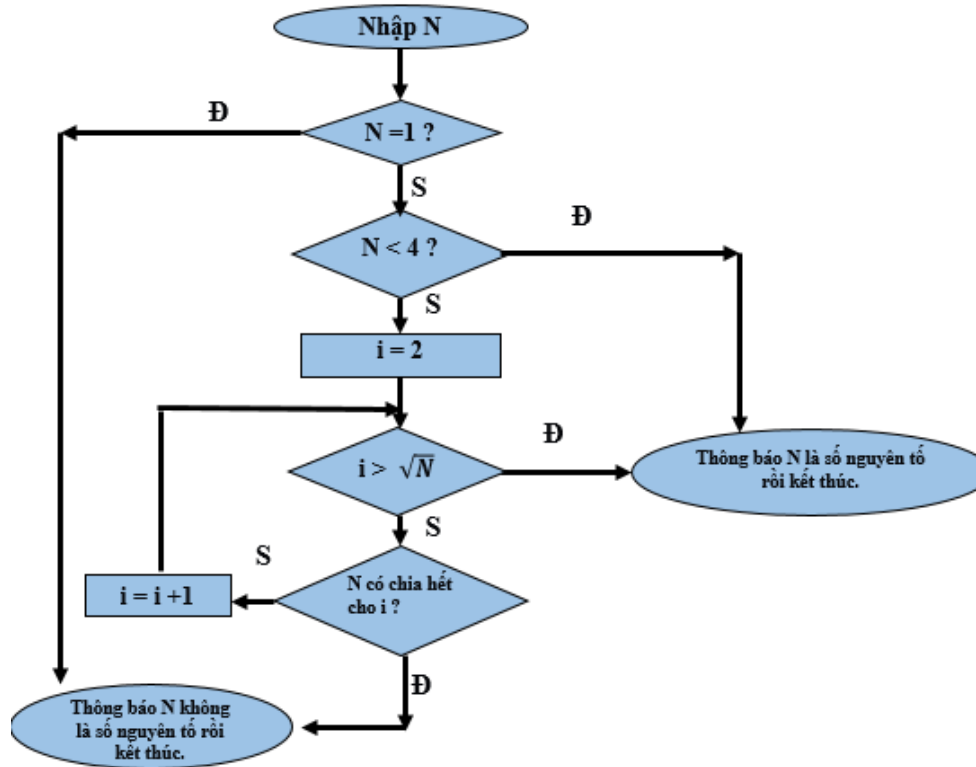 Nhập N
Đ
N =1 ?
S
Đ
N < 4 ?
S
i = 2
Đ
i > √N
Thông báo N là số nguyên tố
rồi kết thúc.
S
S
N có chia hết
cho i ?
i = i +1
Đ
Thông báo N không
là số nguyên tố rồi
kết thúc.